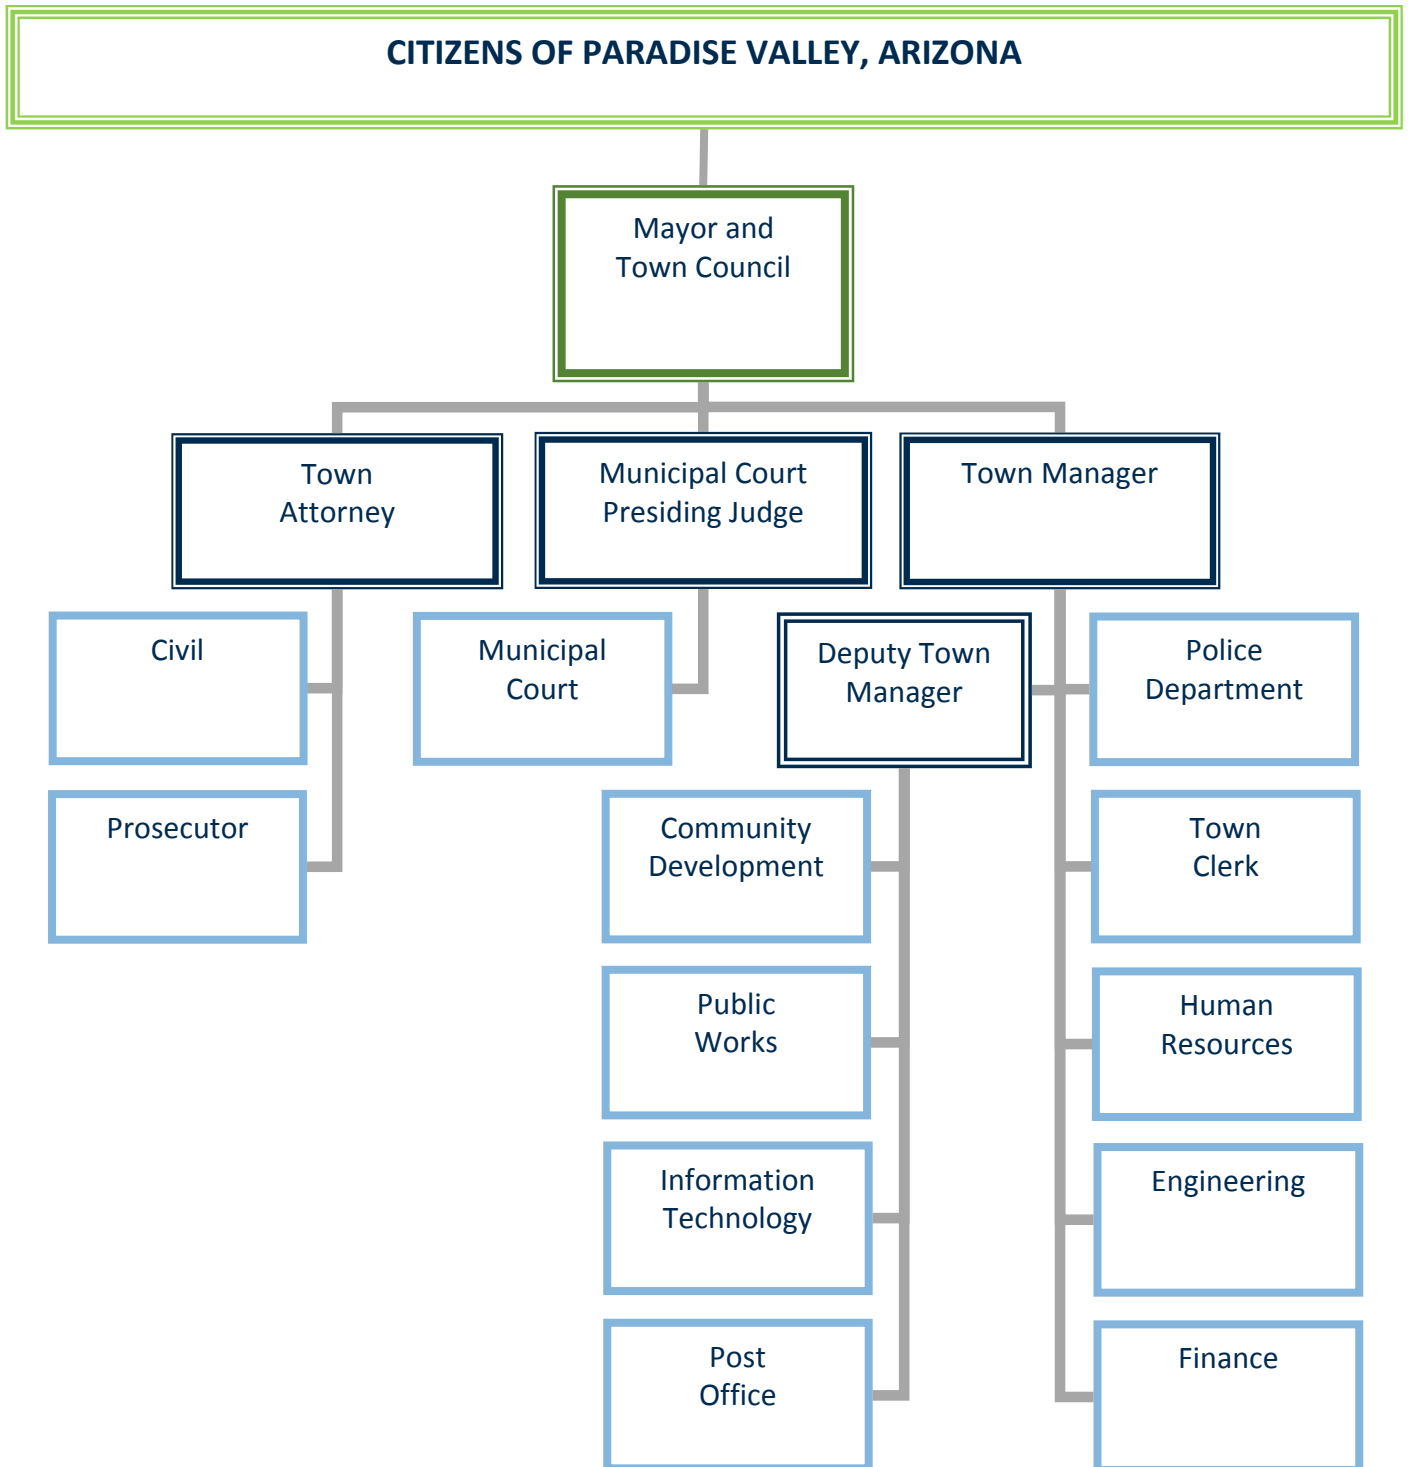 CITIZENS OF PARADISE VALLEY, ARIZONA
Mayor and
Town Council
Town
Attorney
Municipal Court
Presiding Judge
Town Manager
Civil
Municipal
Court
Deputy Town
Manager
Police
Department
Prosecutor
Community
Development
Town
Clerk
Public
Works
Human
Resources
Information
Technology
Engineering
Post
Office
Finance